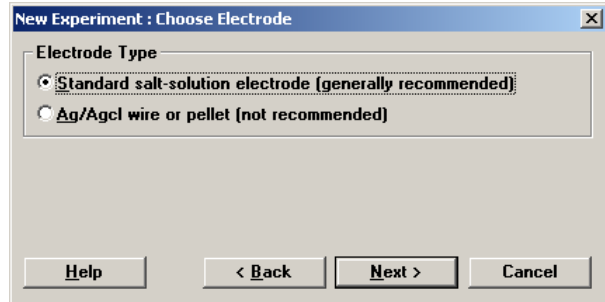 New Experiment : Choose Electrode
Electrode Type
Standard salt-solution electrode (generally recommended)
Ag/Agcl wire or pellet (not recommended)
Help
< Back
Next >
Cancel